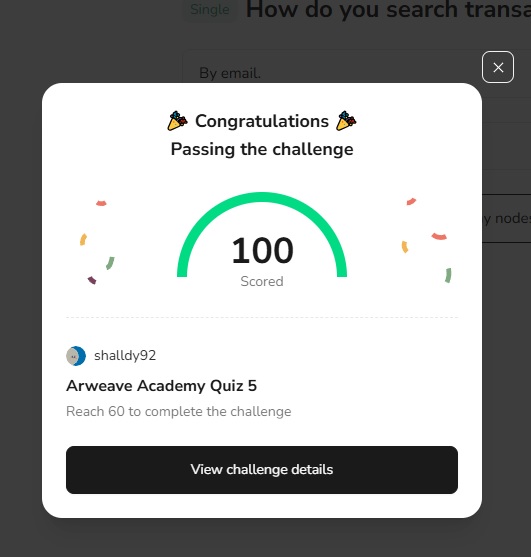 Single How do you search transa
By email.
Congratulations
Passing the challenge
y nodes
100
Scored
shalldy92
Arweave Academy Quiz 5
Reach 60 to complete the challenge
View challenge details